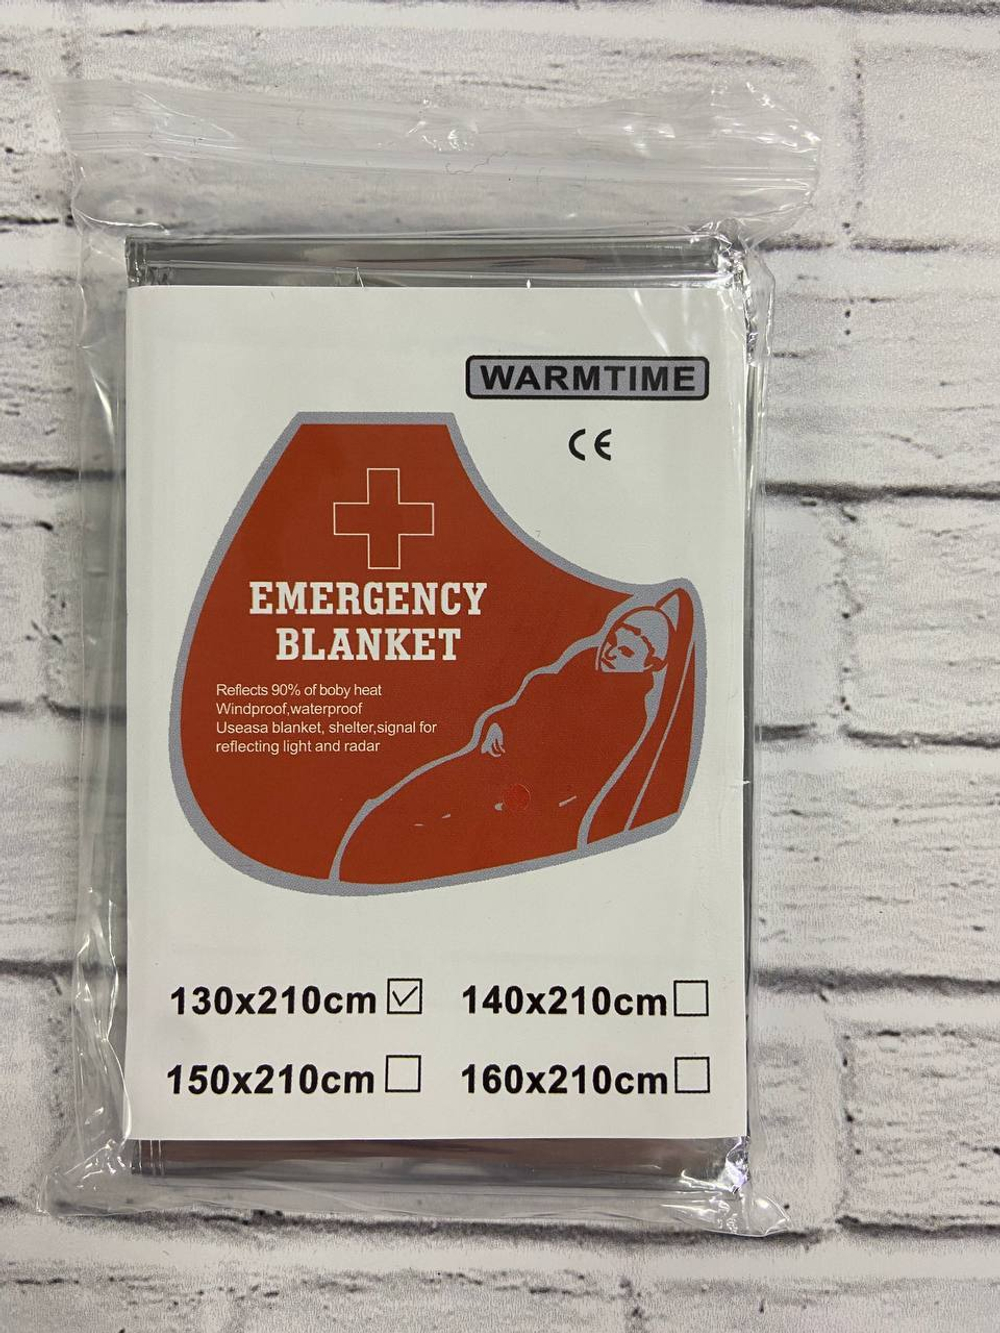 WARMTIME
CE
EMERGENCY
BLANKET
Reflects 90% of boby heat
Windproof,waterproof
Useasa blanket, shelter,signal for
reflecting light and radar
130x210cm 140x210cm
150x210cm 160x210cm